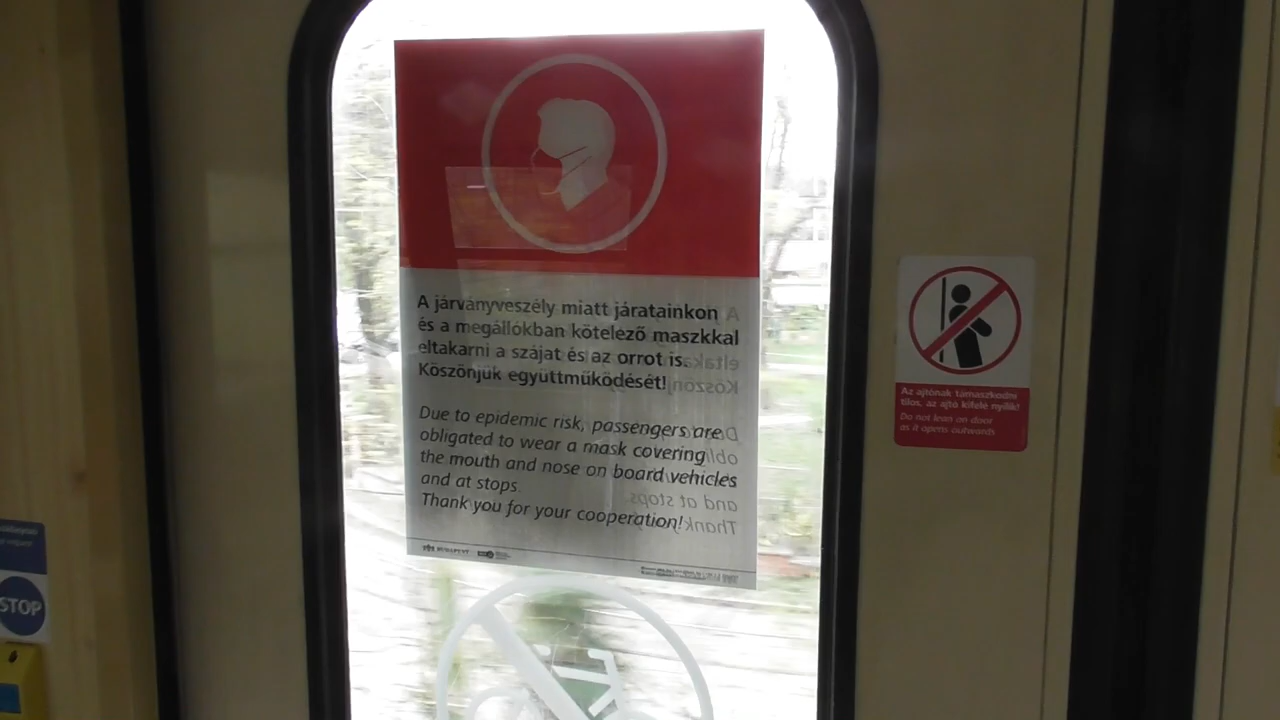 A járványveszély miatt járatainkon
és a megállókban kötelező maszkkal
eltakarni a szájat és az orrot is.
Köszönjük együttműködését!
Due to epidemic risk, passengers are
obligated to wear a mask covering
the mouth and nose on board vehicles
and at stops.
Thank you for your cooperation!
BUDAPEST
Az ajtónak támaszkodni
tilos, az ajtó kifelé nyílik!
Do not lean on door
as it opens outwards
STOP